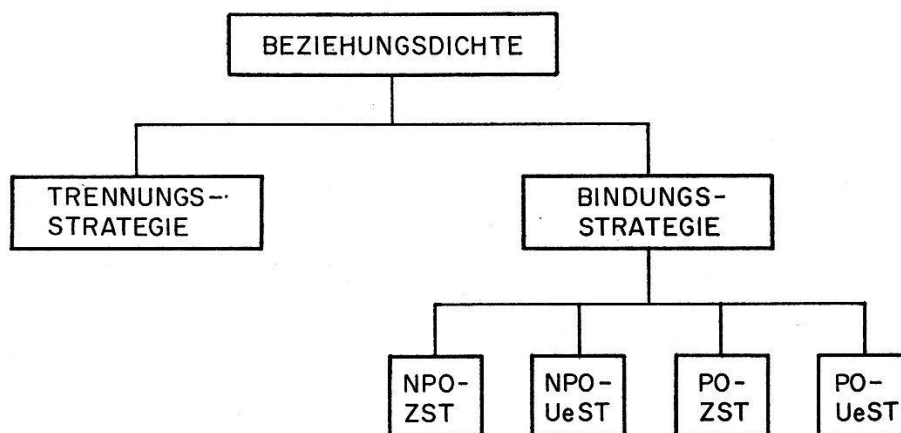 BEZIEHUNGSDICHTE
TRENNUNGS-
STRATEGIE
BINDUNGS-
STRATEGIE
NPO-
ZST
NPO-
UeST
PO-
ZST
PO-
UeST